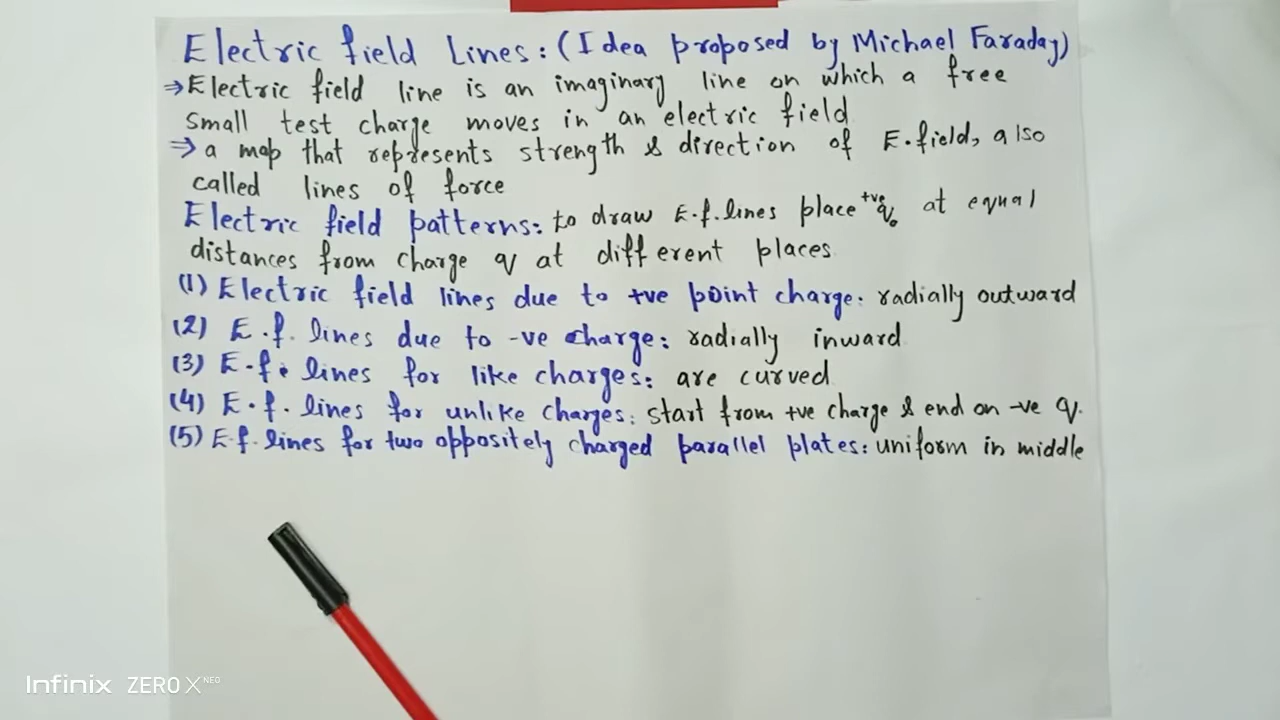 Electric field Lines: (Idea proposed by Michael Faraday)
⇒ Electric field line is an imaginary line on which a free
small test charge moves in an electric field
⇒ a map that represents strength & direction of E.field, also
called lines of force
Electric field patterns: to draw E.f.lines place +ve q₀ at equal
distances from charge q at different places
(1) Electric field lines due to +ve point charge: radially outward
(2) E.f. lines due to -ve charge: radially inward
(3) E.f. lines for like charges: are curved
(4) E.f. lines for unlike charges: start from +ve charge & end on -ve q.
(5) E.f.lines for two oppositely charged parallel plates: uniform in middle
Infinix ZERO X NEO